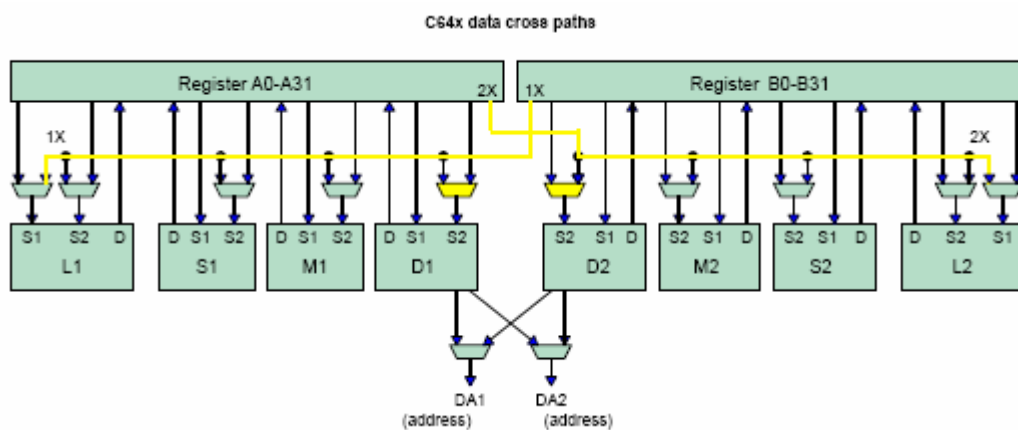 C64x data cross paths
Register A0-A31
2X
1X
Register B0-B31
1X
2X
S1 S2 D
D S1 S2
D S1 S2
D S1 S2
S2 S1 D
S2 S1 D
S2 S1 D
D S2 S1
L1
S1
M1
D1
D2
M2
S2
L2
DA1
DA2
(address)
(address)